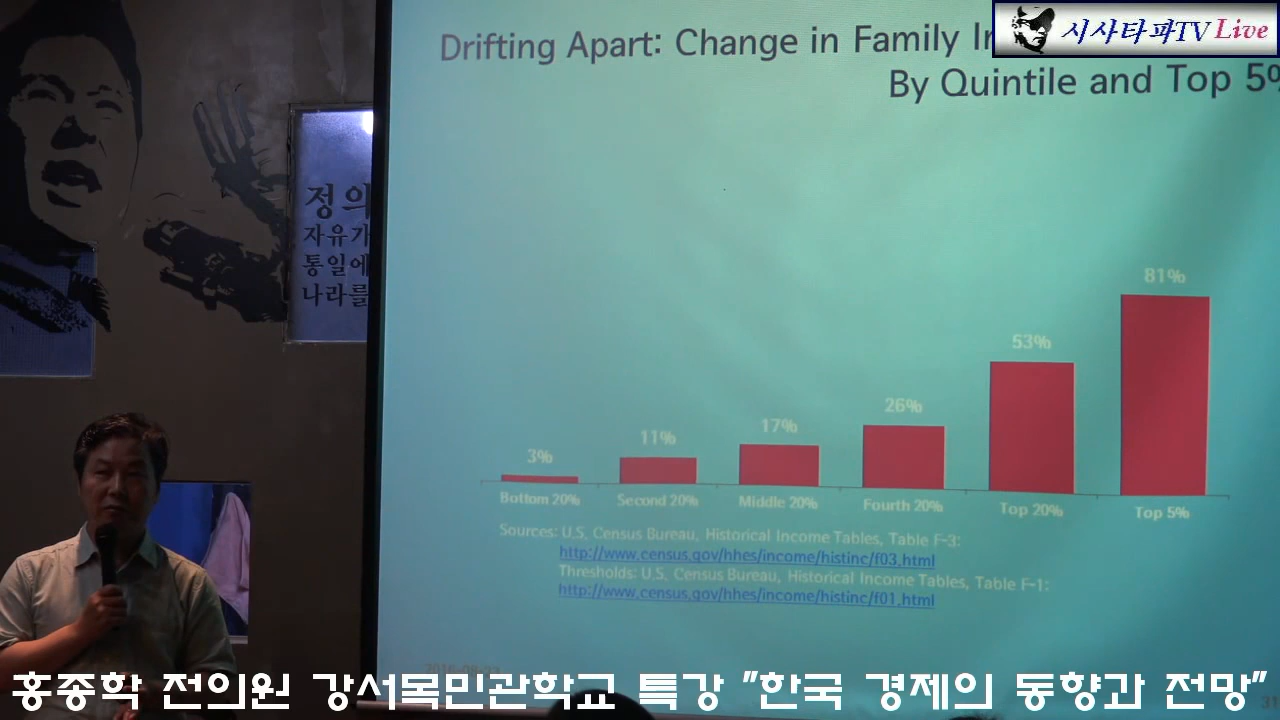 시사타파TV Live
Drifting Apart: Change in Family
By Quintile and Top
정의
자유가
통일에
나라를
81%
53%
26%
17%
11%
3%
Bottom 20% Second 20% Middle 20% Fourth 20% Top 20% Top 5%
Sources: U.S. Census Bureau, Historical Income Tables, Table F-3:
http://www.census.gov/hhes/income/histinc/f03.html
Thresholds: U.S. Census Bureau, Historical Income Tables, Table F-1:
http://www.census.gov/hhes/income/histinc/f01.html
2016-08-23
31
홍종학 전의원 강서목민관학교 특강 "한국 경제의 동향과 전망"